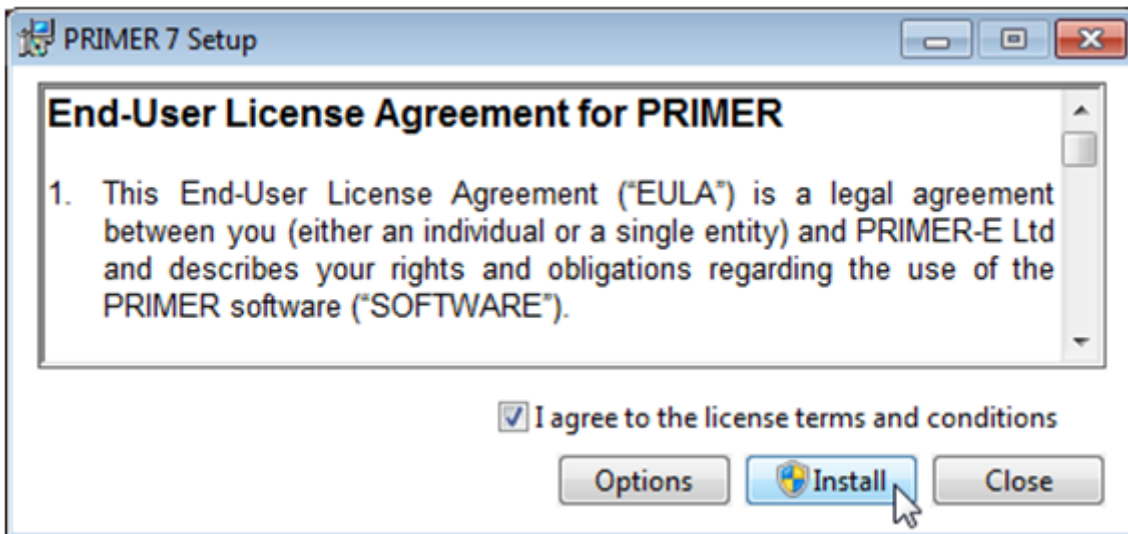 PRIMER 7 Setup
End-User License Agreement for PRIMER
1. This End-User License Agreement (“EULA”) is a legal agreement
between you (either an individual or a single entity) and PRIMER-E Ltd
and describes your rights and obligations regarding the use of the
PRIMER software (“SOFTWARE”).
I agree to the license terms and conditions
Options
Install
Close